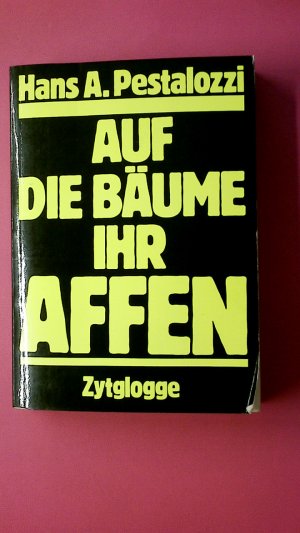 Hans A. Pestalozzi
AUF
DIE BÄUME
IHR
AFFEN
Zytglogge